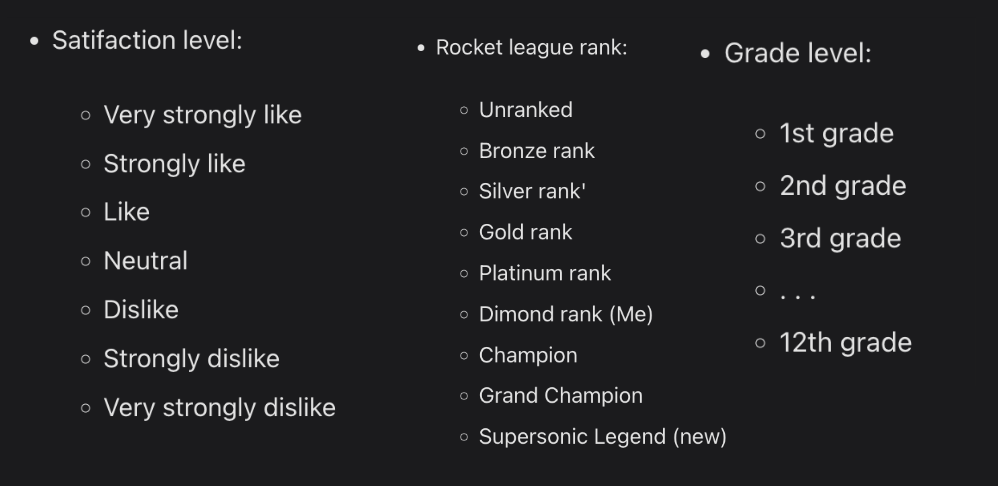 Satifaction level:
Very strongly like
Strongly like
Like
Neutral
Dislike
Strongly dislike
Very strongly dislike
Rocket league rank:
Unranked
Bronze rank
Silver rank'
Gold rank
Platinum rank
Dimond rank (Me)
Champion
Grand Champion
Supersonic Legend (new)
Grade level:
1st grade
2nd grade
3rd grade
. . .
12th grade